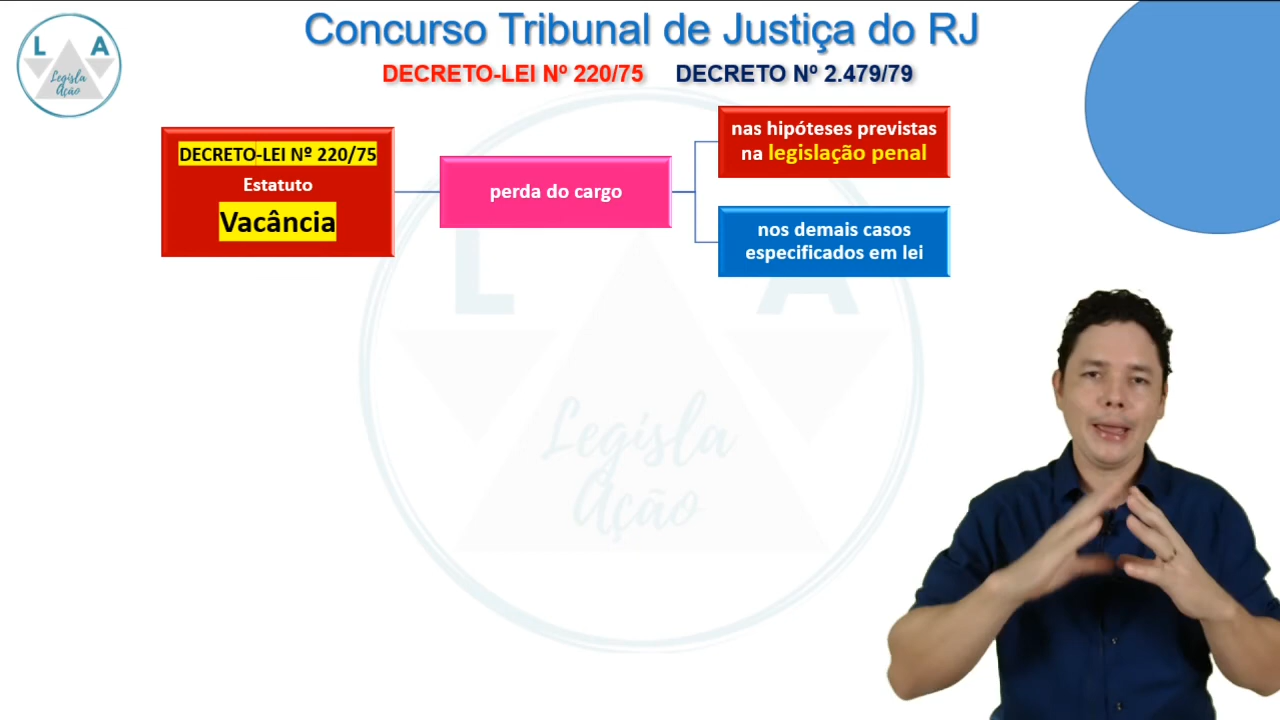 Concurso Tribunal de Justiça do RJ
DECRETO-LEI Nº 220/75 DECRETO Nº 2.479/79
L A
Legisla
Ação
DECRETO-LEI Nº 220/75
Estatuto
Vacância
perda do cargo
nas hipóteses previstas
na legislação penal
nos demais casos
especificados em lei
L A
Legisla
Ação